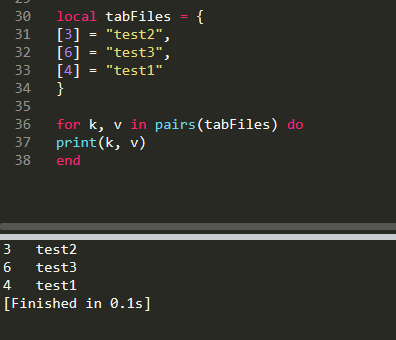 30 local tabFiles = {
31 [3] = "test2",
32 [6] = "test3",
33 [4] = "test1"
34 }
35
36 for k, v in pairs(tabFiles) do
37 print(k, v)
38 end
3 test2
6 test3
4 test1
[Finished in 0.1s]